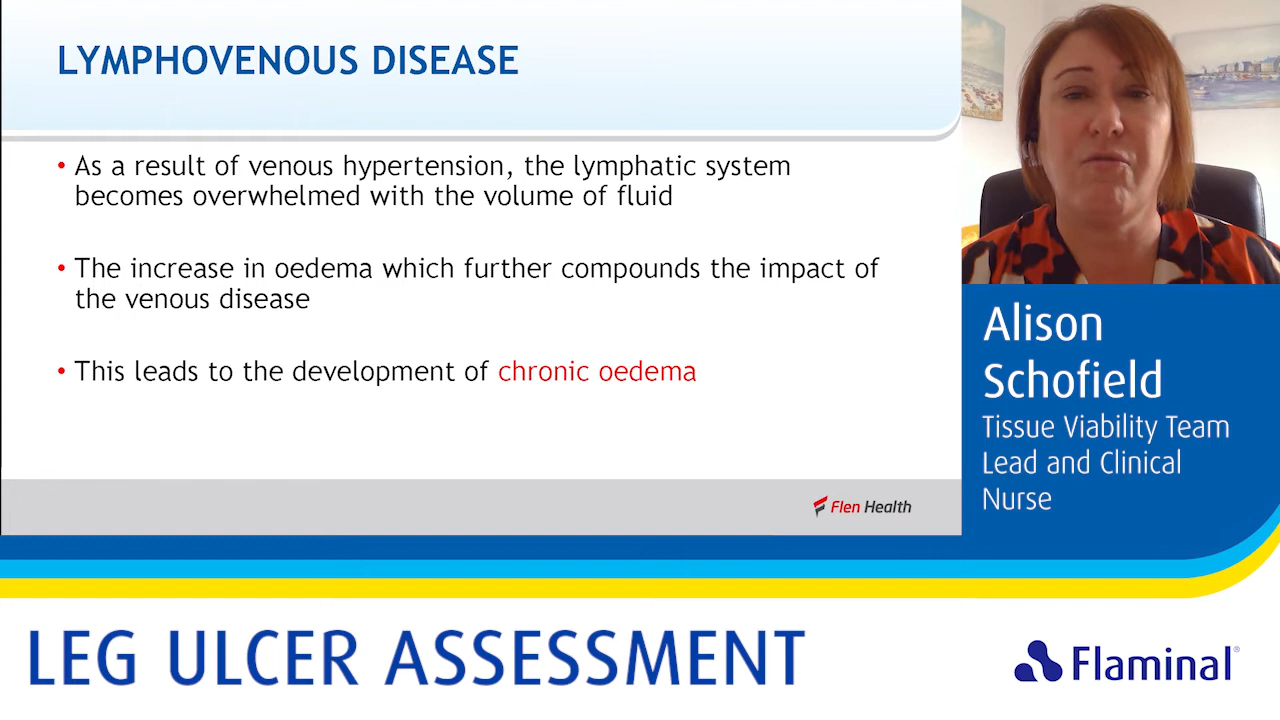 LYMPHOVENOUS DISEASE
• As a result of venous hypertension, the lymphatic system
becomes overwhelmed with the volume of fluid
• The increase in oedema which further compounds the impact of
the venous disease
• This leads to the development of chronic oedema
Flen Health
Alison
Schofield
Tissue Viability Team
Lead and Clinical
Nurse
LEG ULCER ASSESSMENT
Flaminal®